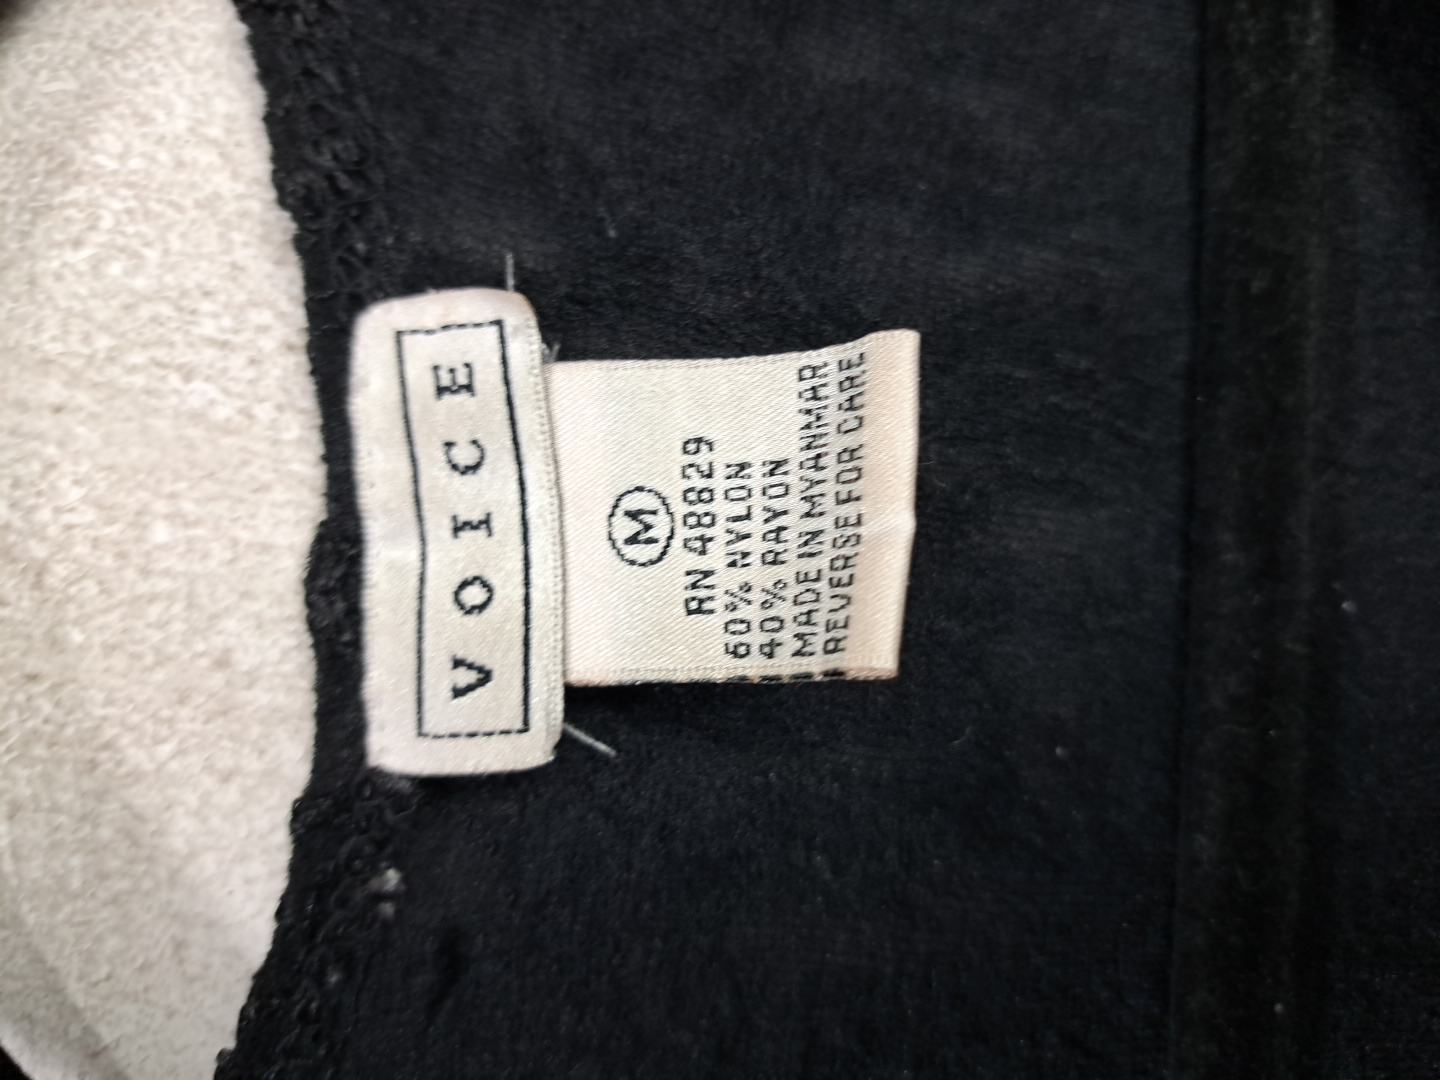 VOICE
M
RN 48829
60% NYLON
40% RAYON
MADE IN MYANMAR
REVERSE FOR CARE